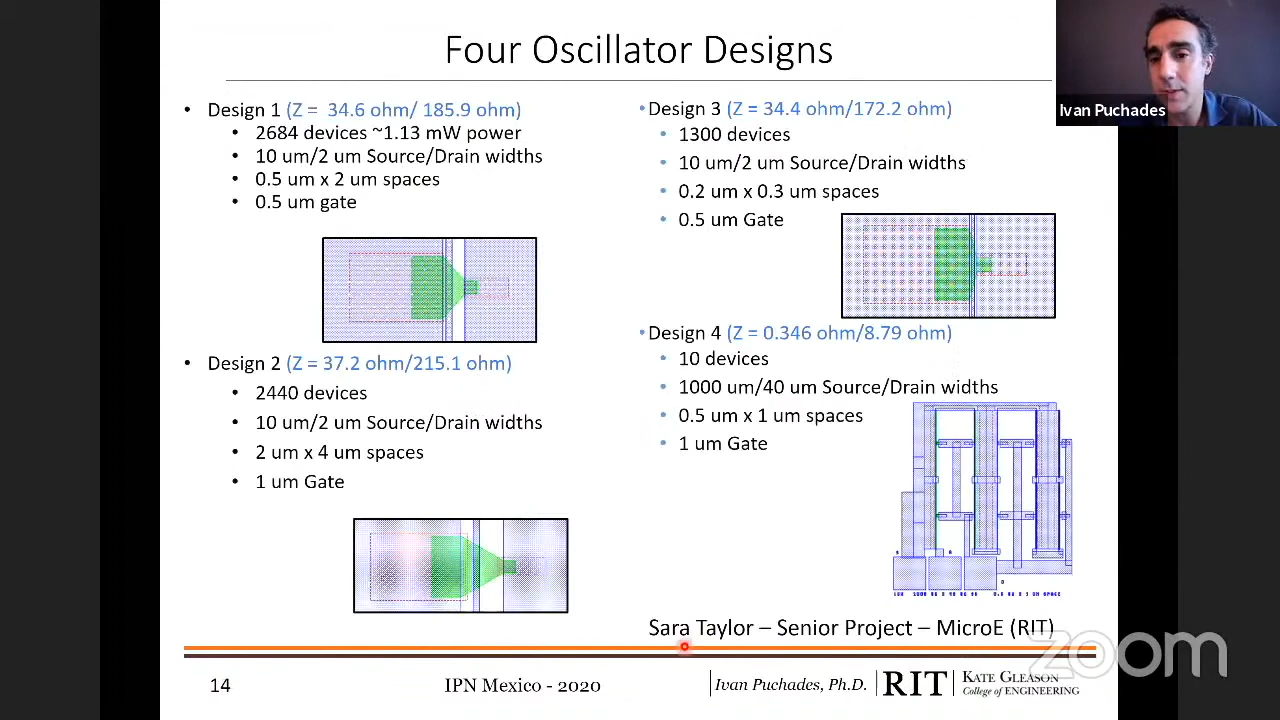 Four Oscillator Designs
Ivan Puchades
• Design 1 (Z = 34.6 ohm/ 185.9 ohm)
• 2684 devices ~1.13 mW power
• 10 um/2 um Source/Drain widths
• 0.5 um x 2 um spaces
• 0.5 um gate
• Design 2 (Z = 37.2 ohm/215.1 ohm)
• 2440 devices
• 10 um/2 um Source/Drain widths
• 2 um x 4 um spaces
• 1 um Gate
• Design 3 (Z = 34.4 ohm/172.2 ohm)
• 1300 devices
• 10 um/2 um Source/Drain widths
• 0.2 um x 0.3 um spaces
• 0.5 um Gate
• Design 4 (Z = 0.346 ohm/8.79 ohm)
• 10 devices
• 1000 um/40 um Source/Drain widths
• 0.5 um x 1 um spaces
• 1 um Gate
Sara Taylor – Senior Project – MicroE (RIT)
zoom
14
IPN Mexico - 2020
Ivan Puchades, Ph.D.
RIT
KATE GLEASON
College of ENGINEERING